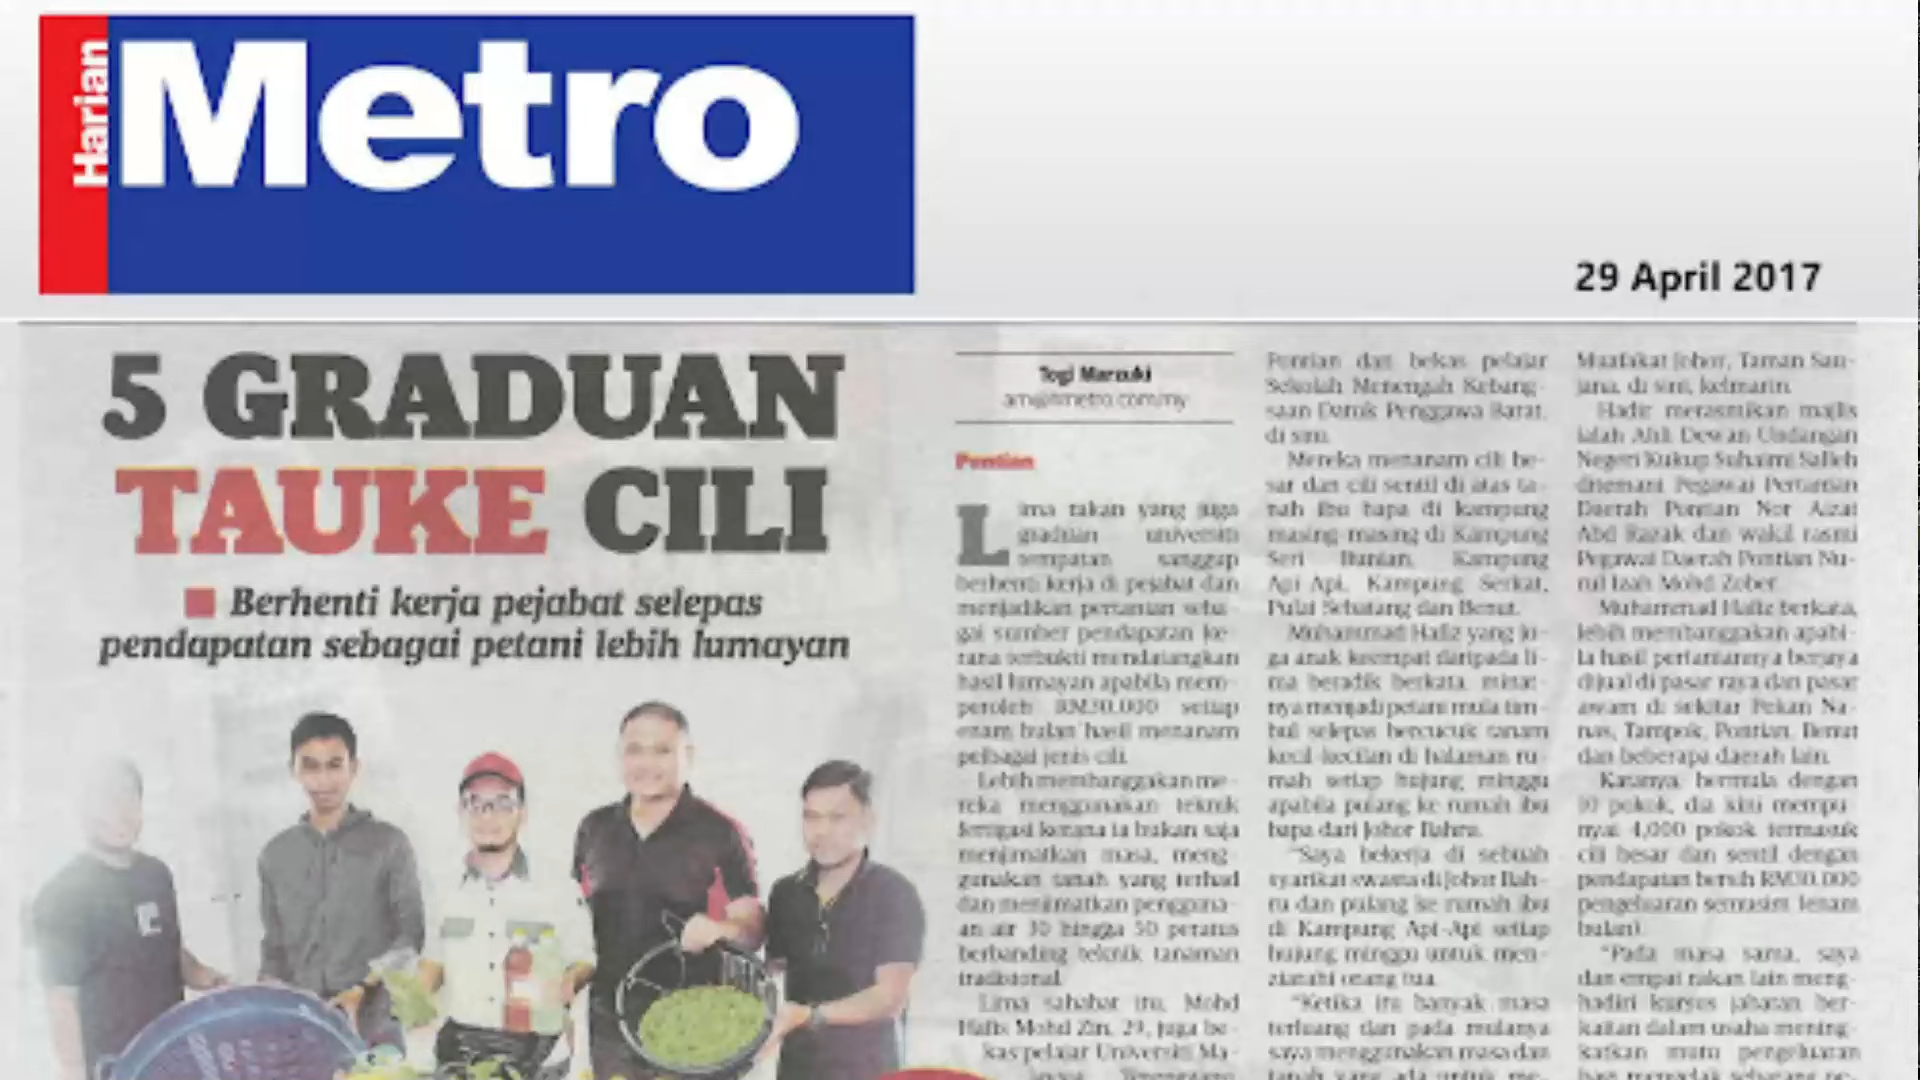 Harian
Metro
29 April 2017
5 GRADUAN
TAUKE CILI
Berhenti kerja pejabat selepas
pendapatan sebagai petani lebih lumayan
Togi Marzuki
am@hmetro.com.my
Pontian
Lima rakan yang juga
graduan universiti
tempatan sanggup
berhenti kerja di pejabat dan
menjadikan pertanian seba-
gai sumber pendapatan ke-
rana terbukti mendatangkan
hasil lumayan apabila mem-
peroleh RM30,000 setiap
enam bulan hasil menanam
pelbagai jenis cili.
Lebih membanggakan me-
reka menggunakan teknik
fertigasi kerana ia bukan saja
menjimatkan masa, meng-
gunakan tanah yang terhad
dan menjimatkan pengguna-
an air 30 hingga 50 peratus
berbanding teknik tanaman
tradisional.
Lima sahabat itu, Mohd
Hafis Mohd Zin, 29, juga be-
kas pelajar Universiti Ma-
Pontian dan bekas pelajar
Sekolah Menengah Kebang-
saan Datuk Penggawa Barat,
di sini.
Mereka menanam cili be-
sar dan cili sentil di atas ta-
nah ibu bapa di kampung
masing-masing di Kampung
Seri Bunian, Kampung
Api-Api, Kampung Serkat,
Pulai Sebatang dan Benut.
Muhammad Hafiz yang ju-
ga anak keempat daripada li-
ma beradik berkata, minat-
nya menjadi petani mula tim-
bul selepas bercucuk tanam
kecil-kecilan di halaman ru-
mah setiap hujung minggu
apabila pulang ke rumah ibu
bapa dari Johor Bahru.
"Saya bekerja di sebuah
syarikat swasta di Johor Bah-
ru dan pulang ke rumah ibu
di Kampung Api-Api setiap
hujung minggu untuk men-
ziarahi orang tua.
"Ketika itu banyak masa
terluang dan pada mulanya
saya menggunakan masa dan
tanah yang ada untuk me-
Muafakat Johor, Taman San-
jana, di sini, kelmarin.
Hadir merasmikan majlis
ialah Ahli Dewan Undangan
Negeri Kukup Suhaimi Salleh
ditemani Pegawai Pertanian
Daerah Pontian Nor Aizat
Abd Razak dan wakil rasmi
Pegawai Daerah Pontian Nu-
rul Izah Mohd Zober.
Muhammad Hafiz berkata,
lebih membanggakan apabi-
la hasil pertaniannya berjaya
dijual di pasar raya dan pasar
awam di sekitar Pekan Na-
nas, Tampok, Pontian, Benut
dan beberapa daerah lain.
Katanya, bermula dengan
10 pokok, dia kini mempu-
nyai 4,000 pokok termasuk
cili besar dan sentil dengan
pendapatan bersih RM30,000
pengeluaran semusim (enam
bulan).
"Pada masa sama, saya
dan empat rakan lain meng-
hadiri kursus jabatan ber-
kaitan dalam usaha mening-
katkan mutu pengeluaran